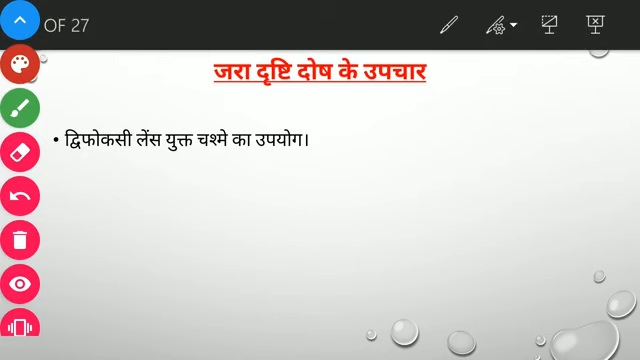 OF 27
जरा दृष्टि दोष के उपचार
• द्विफोकसी लेंस युक्त चश्मे का उपयोग।